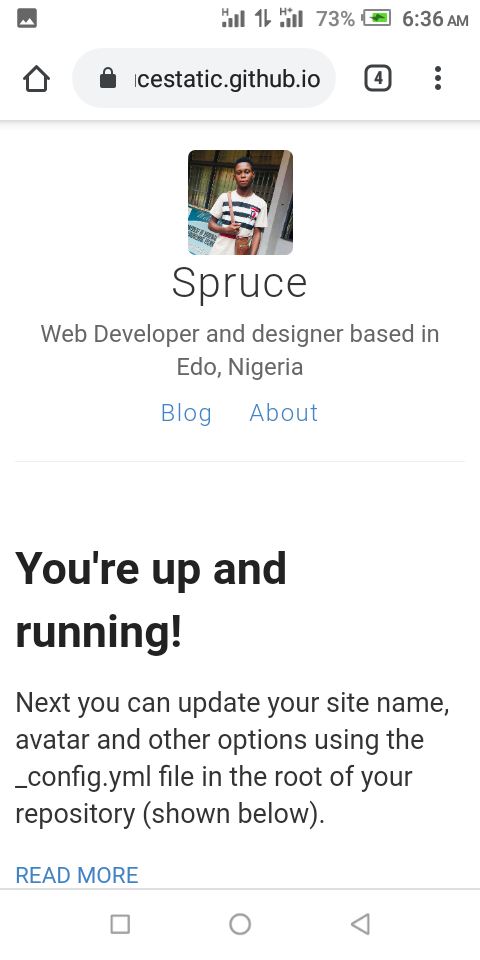 H H+ 73% 6:36 AM
cestatic.github.io 4
Spruce
Web Developer and designer based in
Edo, Nigeria
Blog About
You're up and
running!
Next you can update your site name,
avatar and other options using the
_config.yml file in the root of your
repository (shown below).
READ MORE